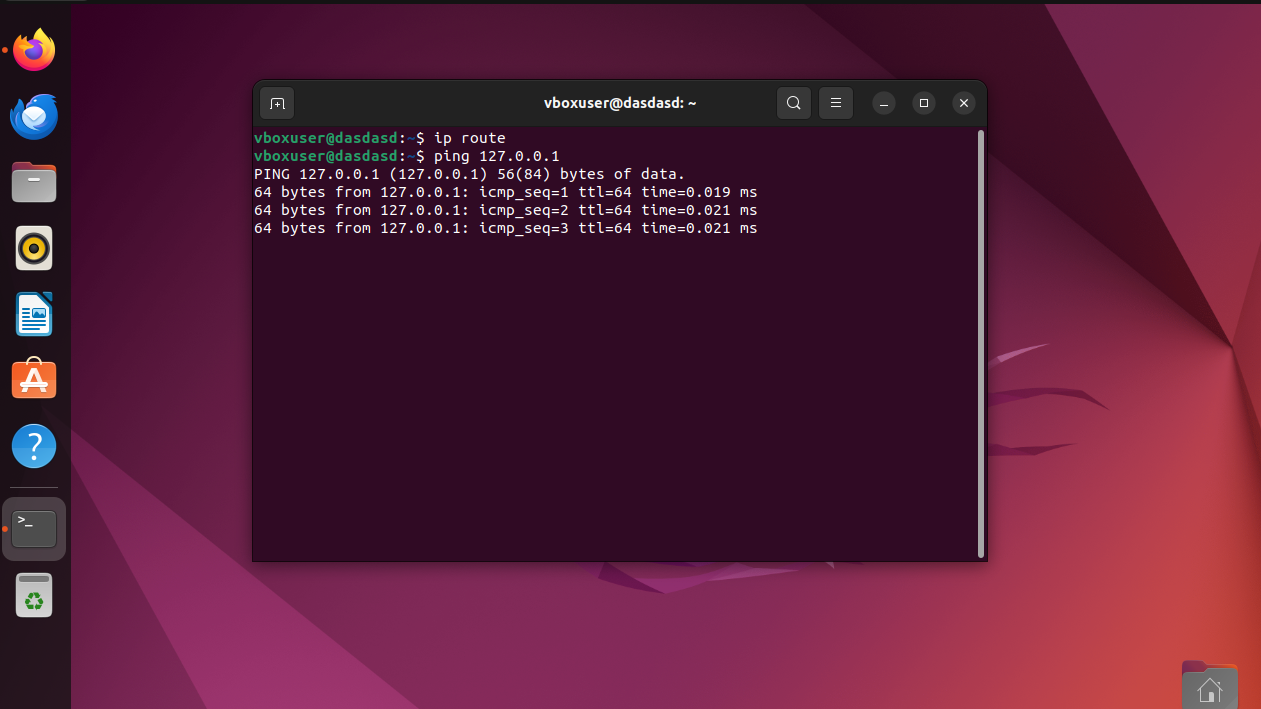 vboxuser@dasdasd: ~
vboxuser@dasdasd:~$ ip route
vboxuser@dasdasd:~$ ping 127.0.0.1
PING 127.0.0.1 (127.0.0.1) 56(84) bytes of data.
64 bytes from 127.0.0.1: icmp_seq=1 ttl=64 time=0.019 ms
64 bytes from 127.0.0.1: icmp_seq=2 ttl=64 time=0.021 ms
64 bytes from 127.0.0.1: icmp_seq=3 ttl=64 time=0.021 ms